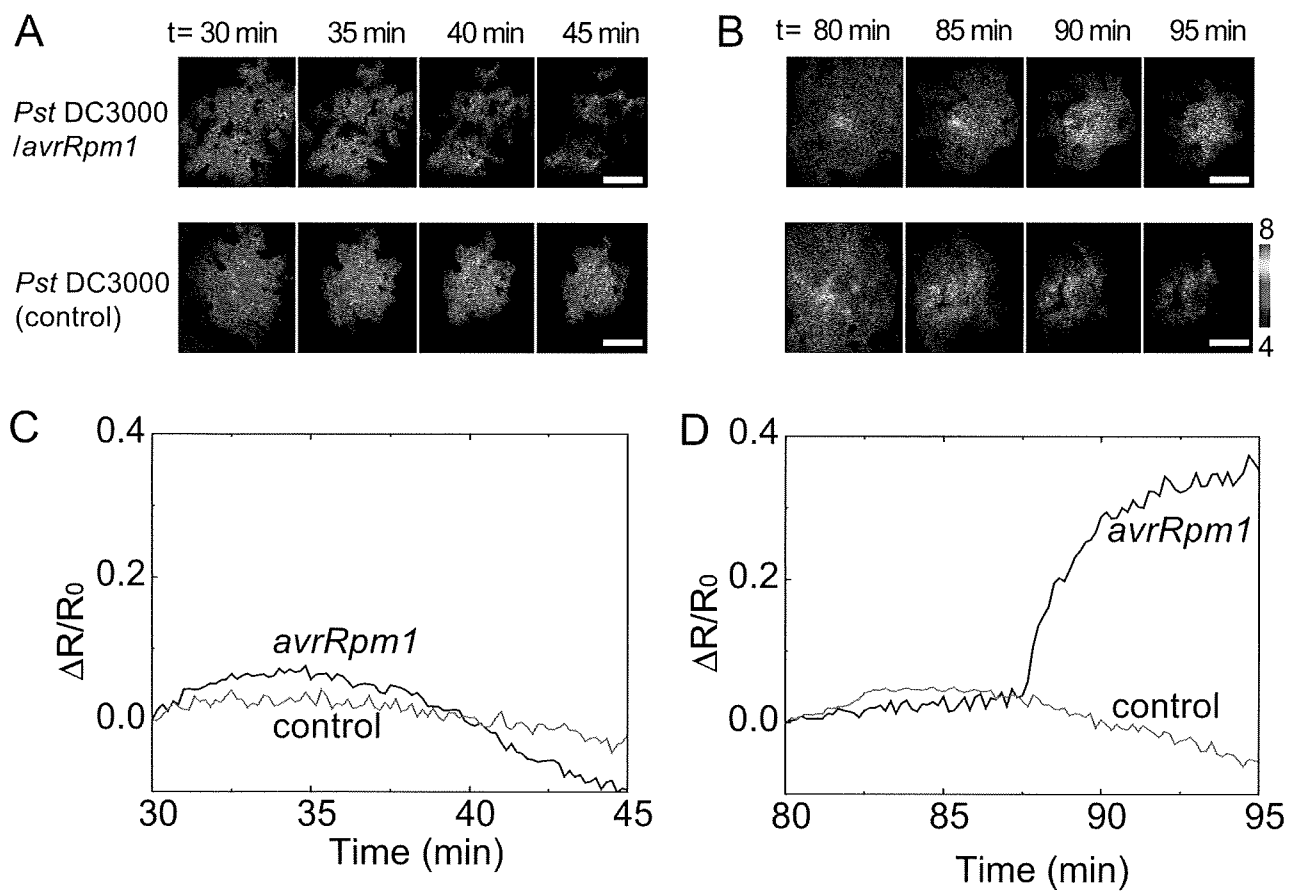 A
t= 30 min 35 min 40 min 45 min
Pst DC3000
/avrRpm1
Pst DC3000
(control)
B
t= 80 min 85 min 90 min 95 min
8
4
C
0.4
0.2
0.0
ΔR/R0
avrRpm1
control
30 35 40 45
Time (min)
D
0.4
0.2
0.0
ΔR/R0
avrRpm1
control
80 85 90 95
Time (min)